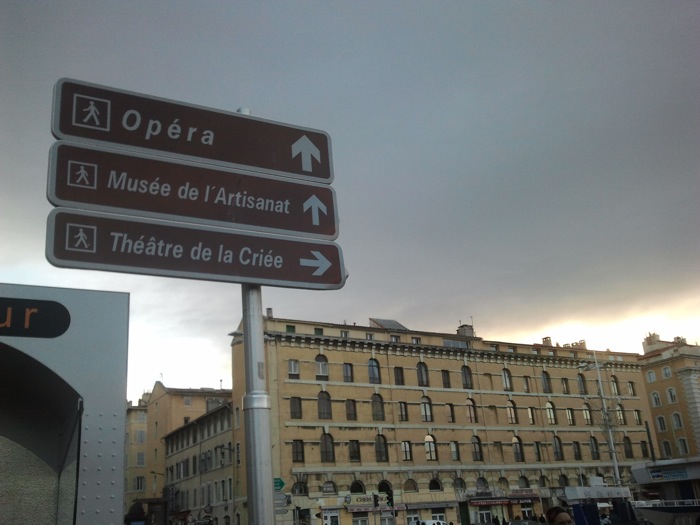 Opéra
Musée de l'Artisanat
Théâtre de la Criée
ur